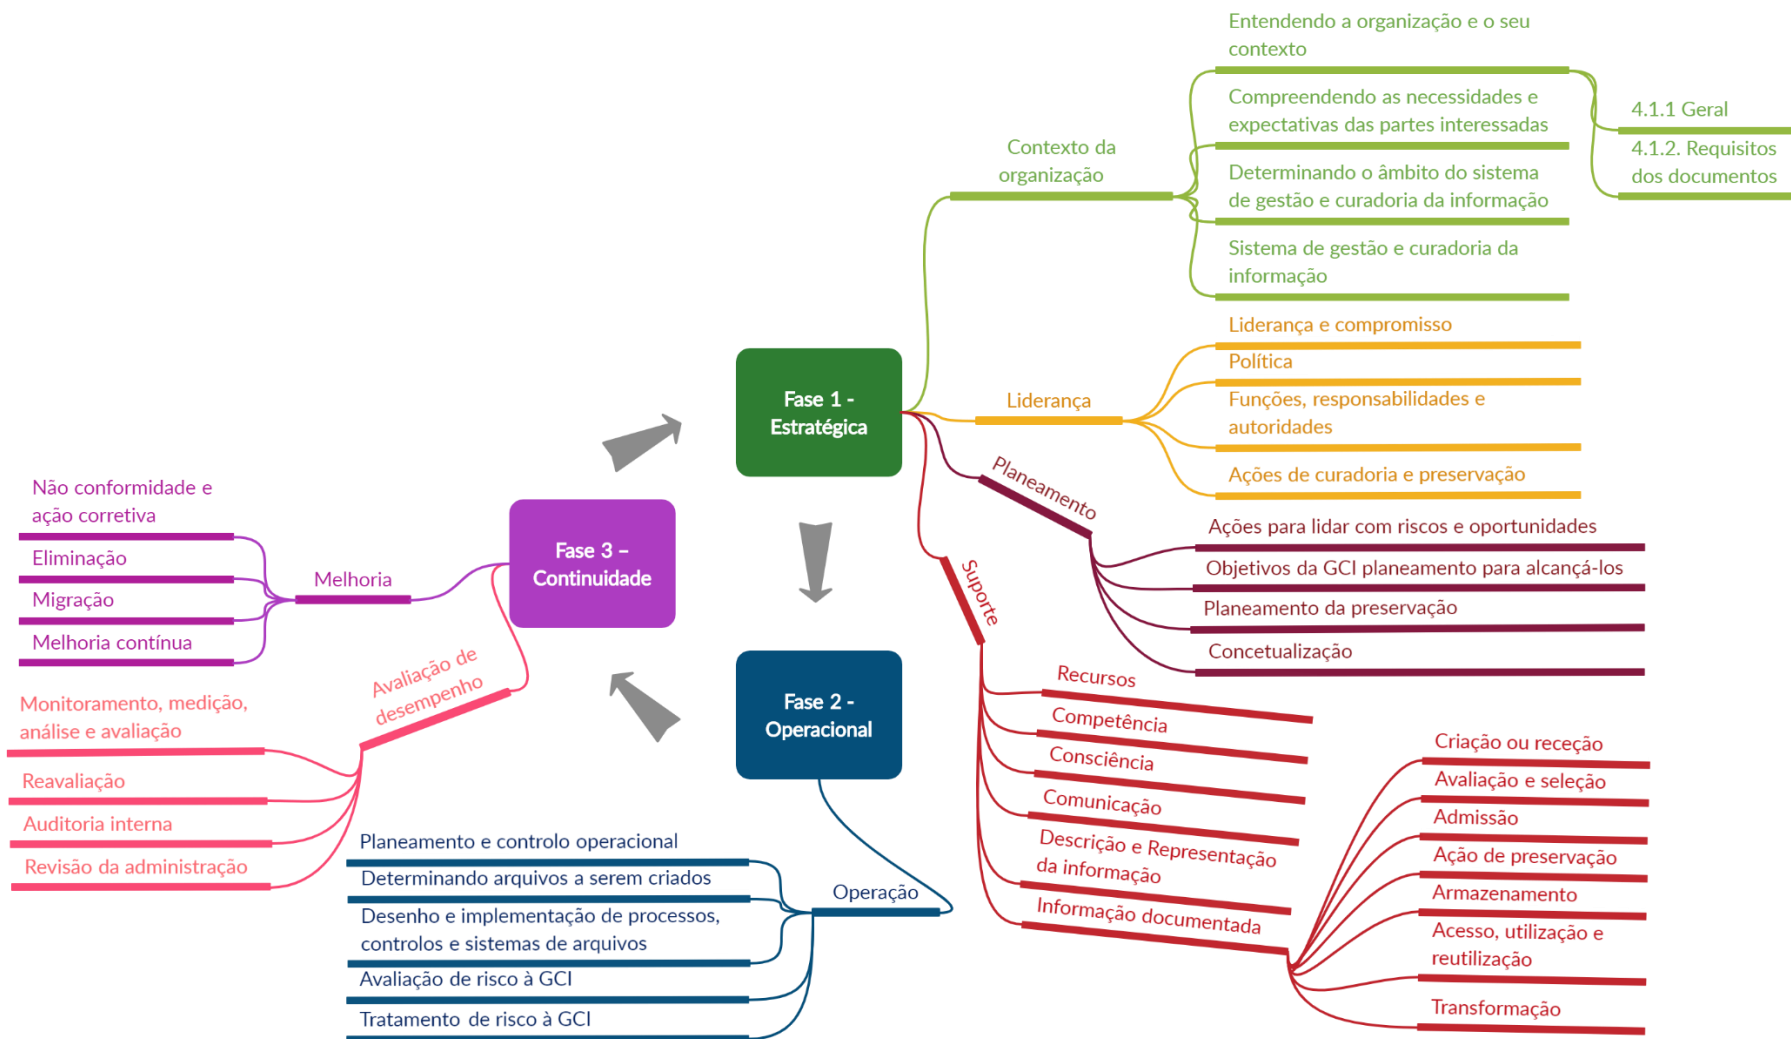 Entendendo a organização e o seu
contexto
Compreendendo as necessidades e
expectativas das partes interessadas
4.1.1 Geral
4.1.2. Requisitos
dos documentos
Contexto da
organização
Determinando o âmbito do sistema
de gestão e curadoria da informação
Sistema de gestão e curadoria da
informação
Fase 1 -
Estratégica
Liderança
Liderança e compromisso
Política
Funções, responsabilidades e
autoridades
Ações de curadoria e preservação
Planeamento
Ações para lidar com riscos e oportunidades
Objetivos da GCI planeamento para alcançá-los
Planeamento da preservação
Concetualização
Suporte
Recursos
Competência
Consciência
Comunicação
Descrição e Representação
da informação
Informação documentada
Criação ou receção
Avaliação e seleção
Admissão
Ação de preservação
Armazenamento
Acesso, utilização e
reutilização
Transformação
Fase 2 -
Operacional
Operação
Planeamento e controlo operacional
Determinando arquivos a serem criados
Desenho e implementação de processos,
controlos e sistemas de arquivos
Avaliação de risco à GCI
Tratamento de risco à GCI
Fase 3 –
Continuidade
Melhoria
Não conformidade e
ação corretiva
Eliminação
Migração
Melhoria contínua
Avaliação de
desempenho
Monitoramento, medição,
análise e avaliação
Reavaliação
Auditoria interna
Revisão da administração